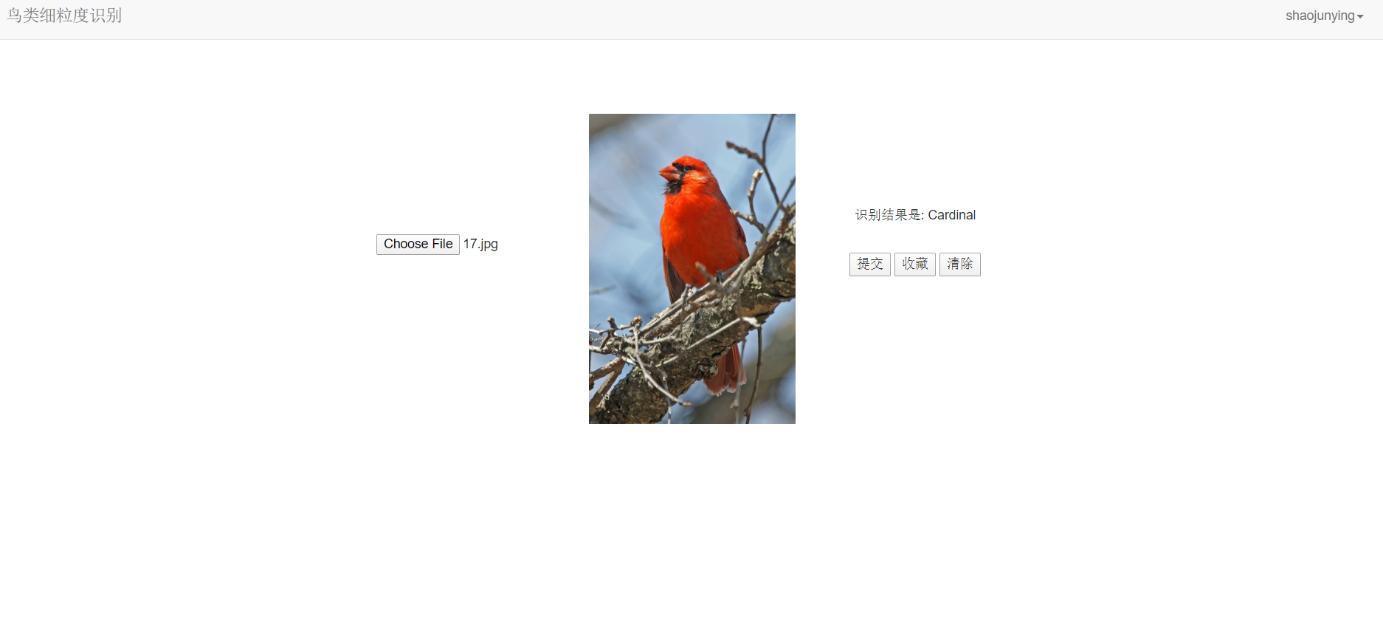 鸟类细粒度识别
shaojunying
识别结果是: Cardinal
Choose File 17.jpg
提交 收藏 清除